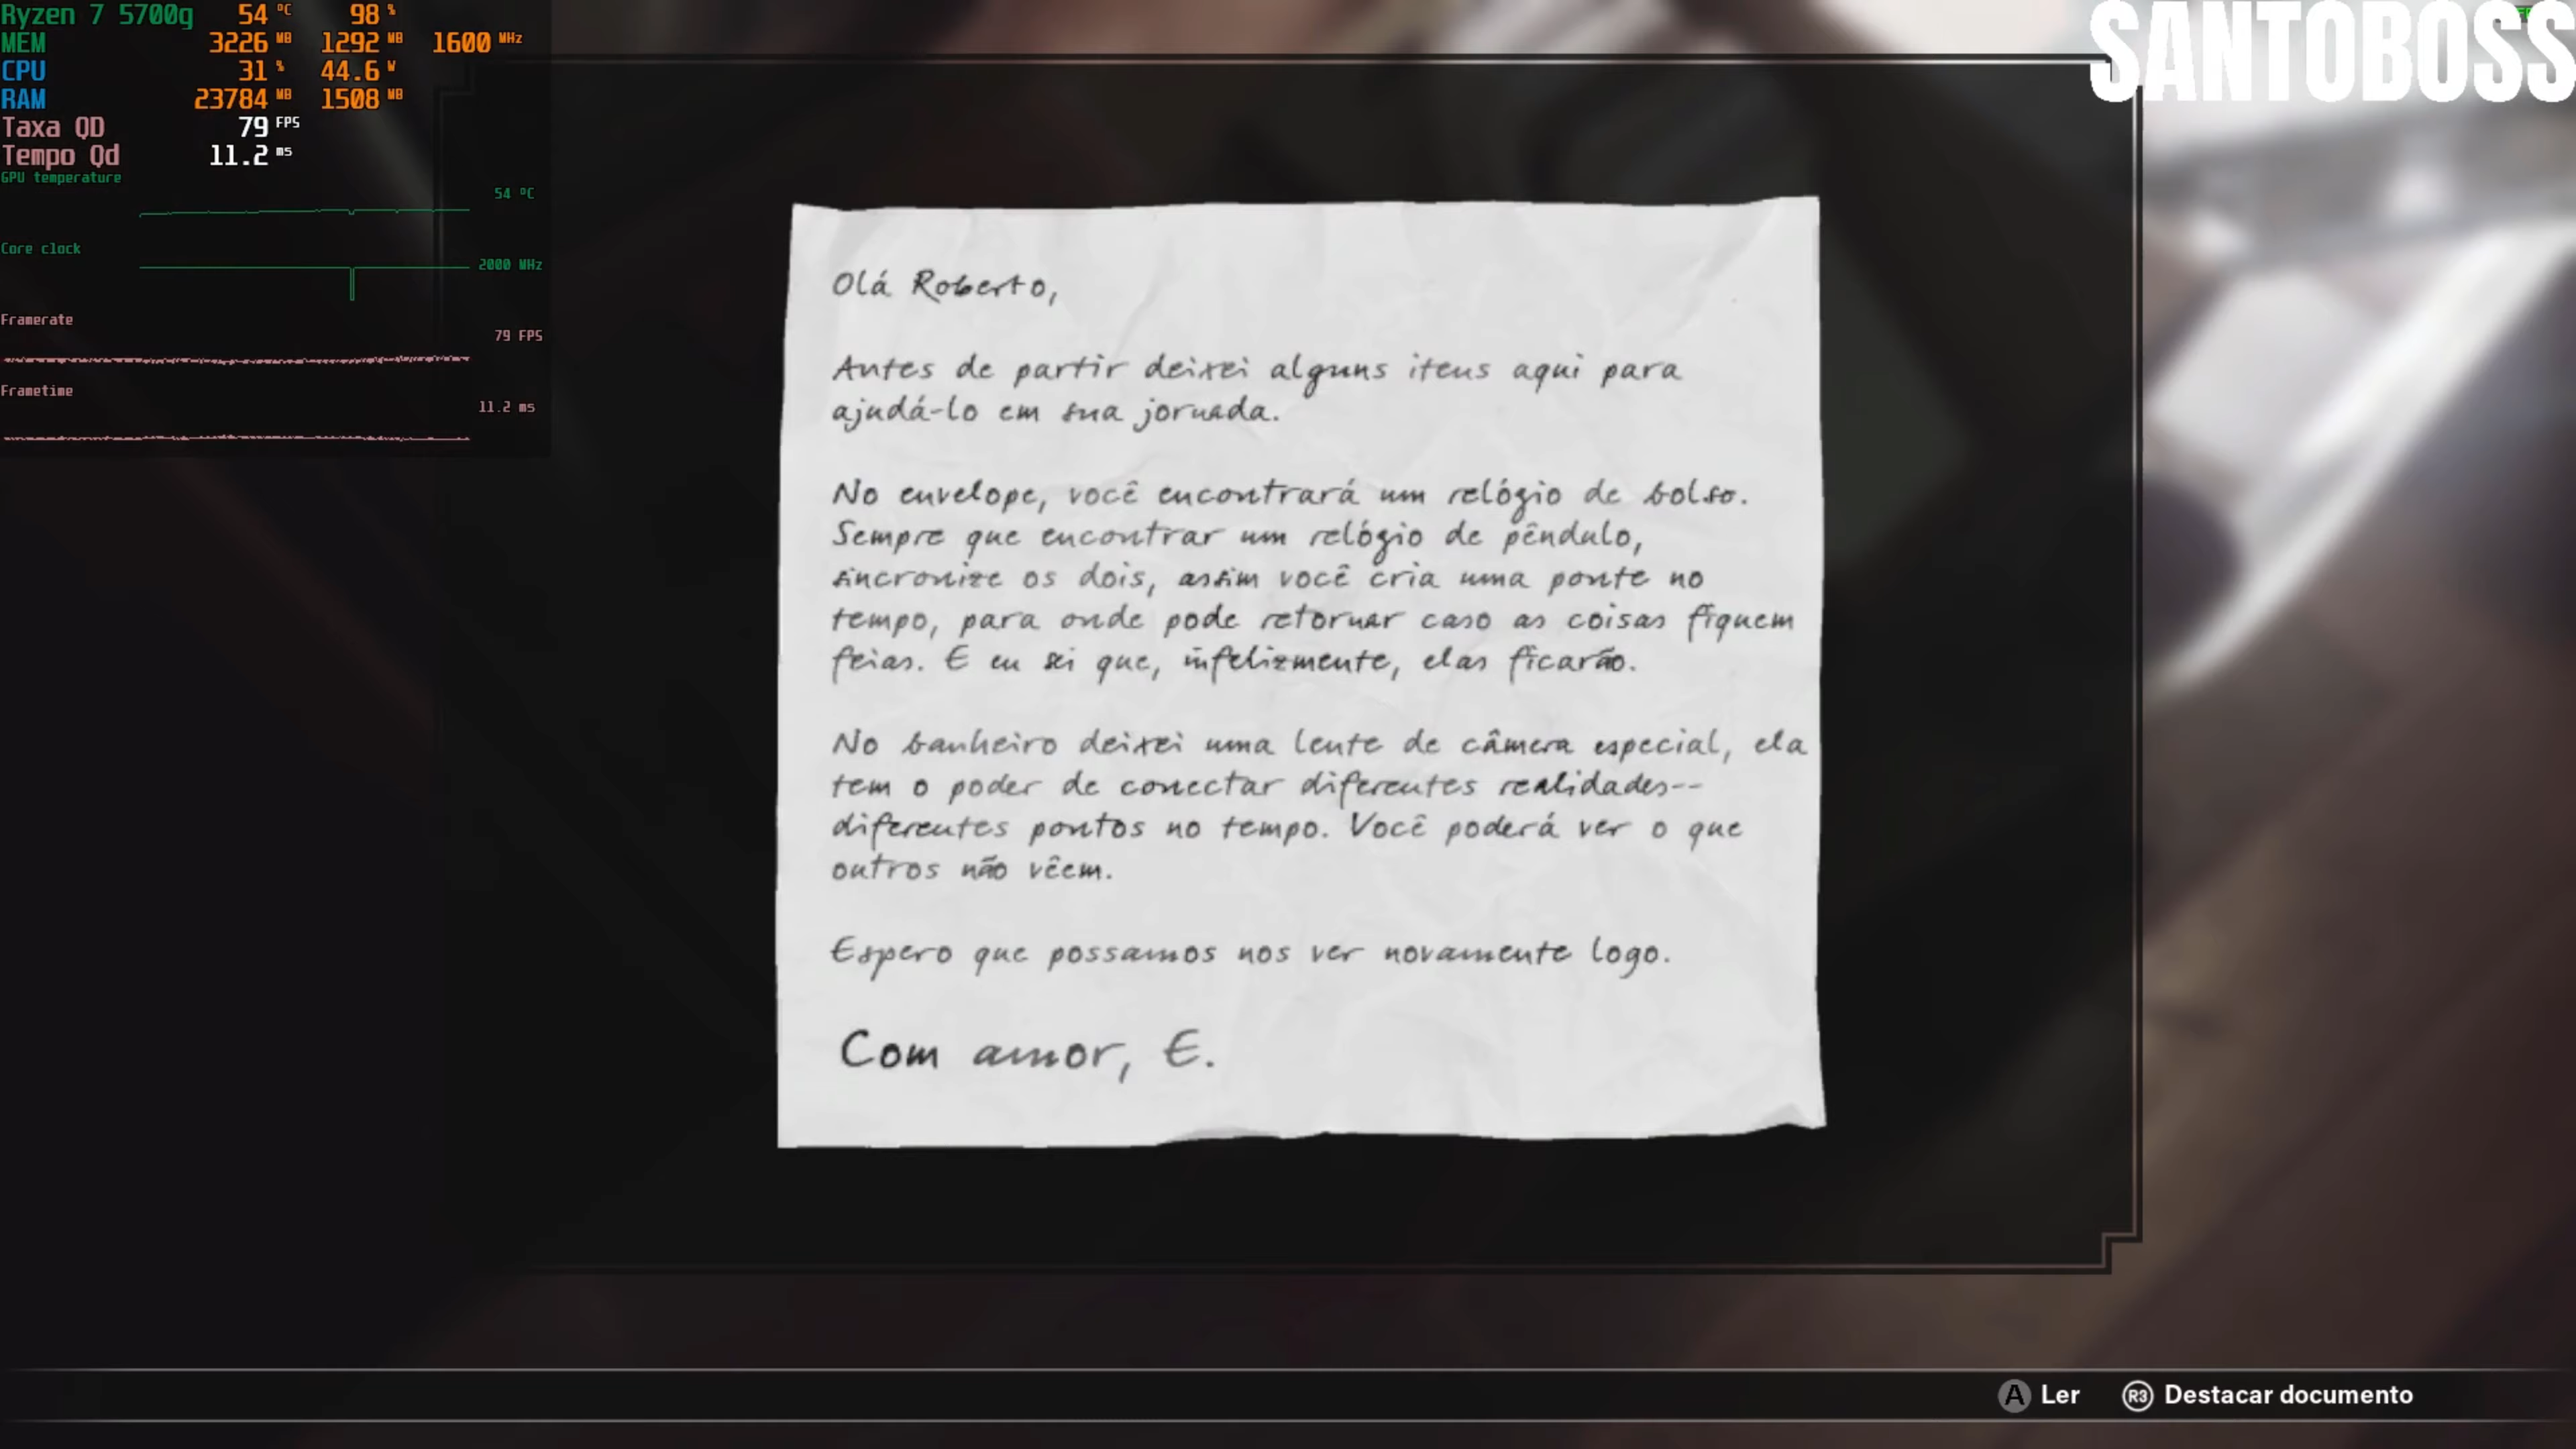 Ryzen 7 5700g 54 °C 98 %
MEM 3226 MB 1292 MB 1600 MHz
CPU 31 % 44.6 W
RAM 23784 MB 1508 MB
Taxa QD 79 FPS
Tempo Qd 11.2 ms
GPU temperature
54 °C
Core clock
2000 MHz
Framerate
79 FPS
Frametime
11.2 ms
SANTOBOSS
Olá Roberto,
Antes de partir deixei alguns itens aqui para
ajudá-lo em sua jornada.
No envelope, você encontrará um relógio de bolso.
Sempre que encontrar um relógio de pêndulo,
sincronize os dois, assim você cria uma ponte no
tempo, para onde pode retornar caso as coisas fiquem
feias. E eu sei que, infelizmente, elas ficarão.
No banheiro deixei uma lente de câmera especial, ela
tem o poder de conectar diferentes realidades--
diferentes pontos no tempo. Você poderá ver o que
outros não vêem.
Espero que possamos nos ver novamente logo.
Com amor, E.
A Ler R3 Destacar documento